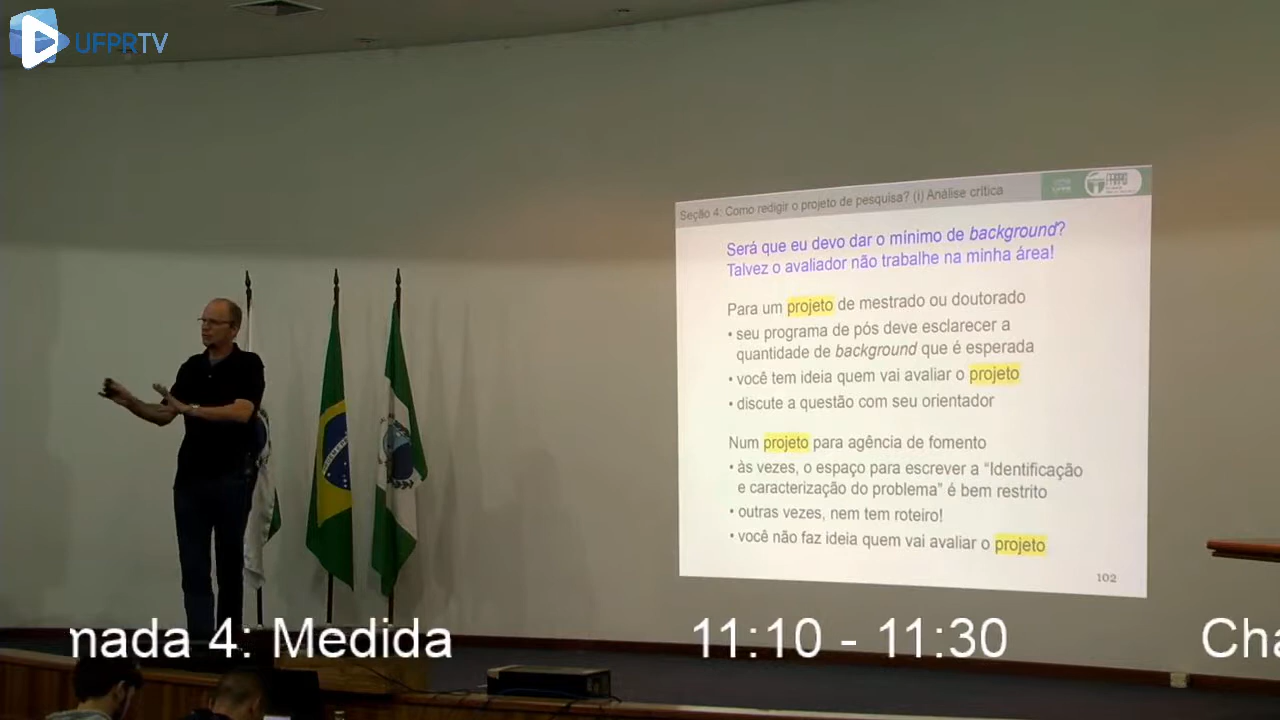 UFPRTV
Seção 4: Como redigir o projeto de pesquisa? (i) Análise crítica
Será que eu devo dar o mínimo de background?
Talvez o avaliador não trabalhe na minha área!
Para um projeto de mestrado ou doutorado
• seu programa de pós deve esclarecer a
quantidade de background que é esperada
• você tem ideia quem vai avaliar o projeto
• discute a questão com seu orientador
Num projeto para agência de fomento
• às vezes, o espaço para escrever a “Identificação
e caracterização do problema” é bem restrito
• outras vezes, nem tem roteiro!
• você não faz ideia quem vai avaliar o projeto
102
nada 4: Medida 11:10 - 11:30 Cha